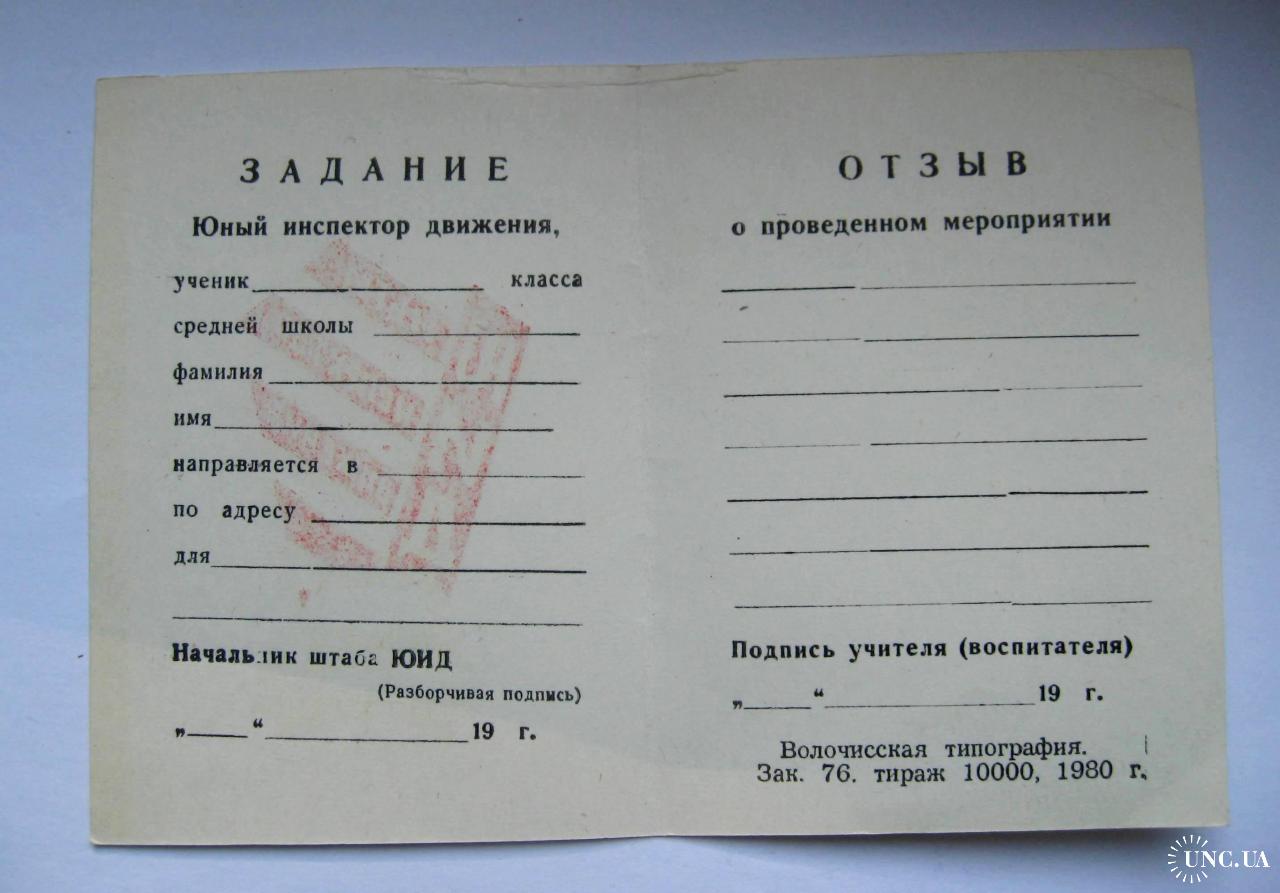 ЗАДАНИЕ
Юный инспектор движения,
ученик класса
средней школы
фамилия
имя
направляется в
по адресу
для
Начальник штаба ЮИД
(Разборчивая подпись)
„ “ 19 г.
ОТЗЫВ
о проведенном мероприятии
Подпись учителя (воспитателя)
„ “ 19 г.
Волочисская типография.
Зак. 76. тираж 10000, 1980 г.
UNC.UA